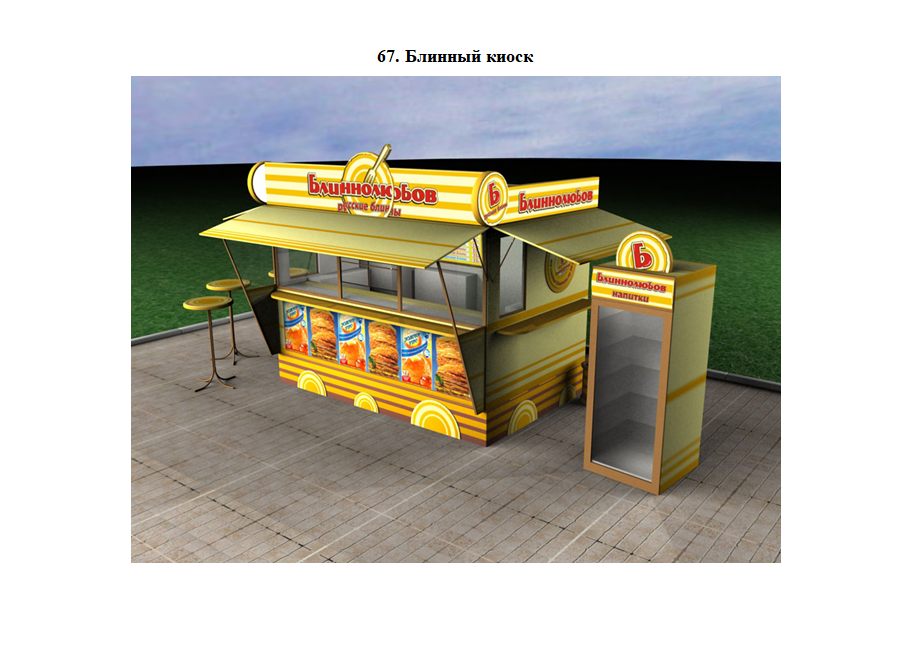 67. Блинный киоск
Блиннолюбов
русские блины
Б
Блиннолюбов
Б
Блиннолюбов
напитки